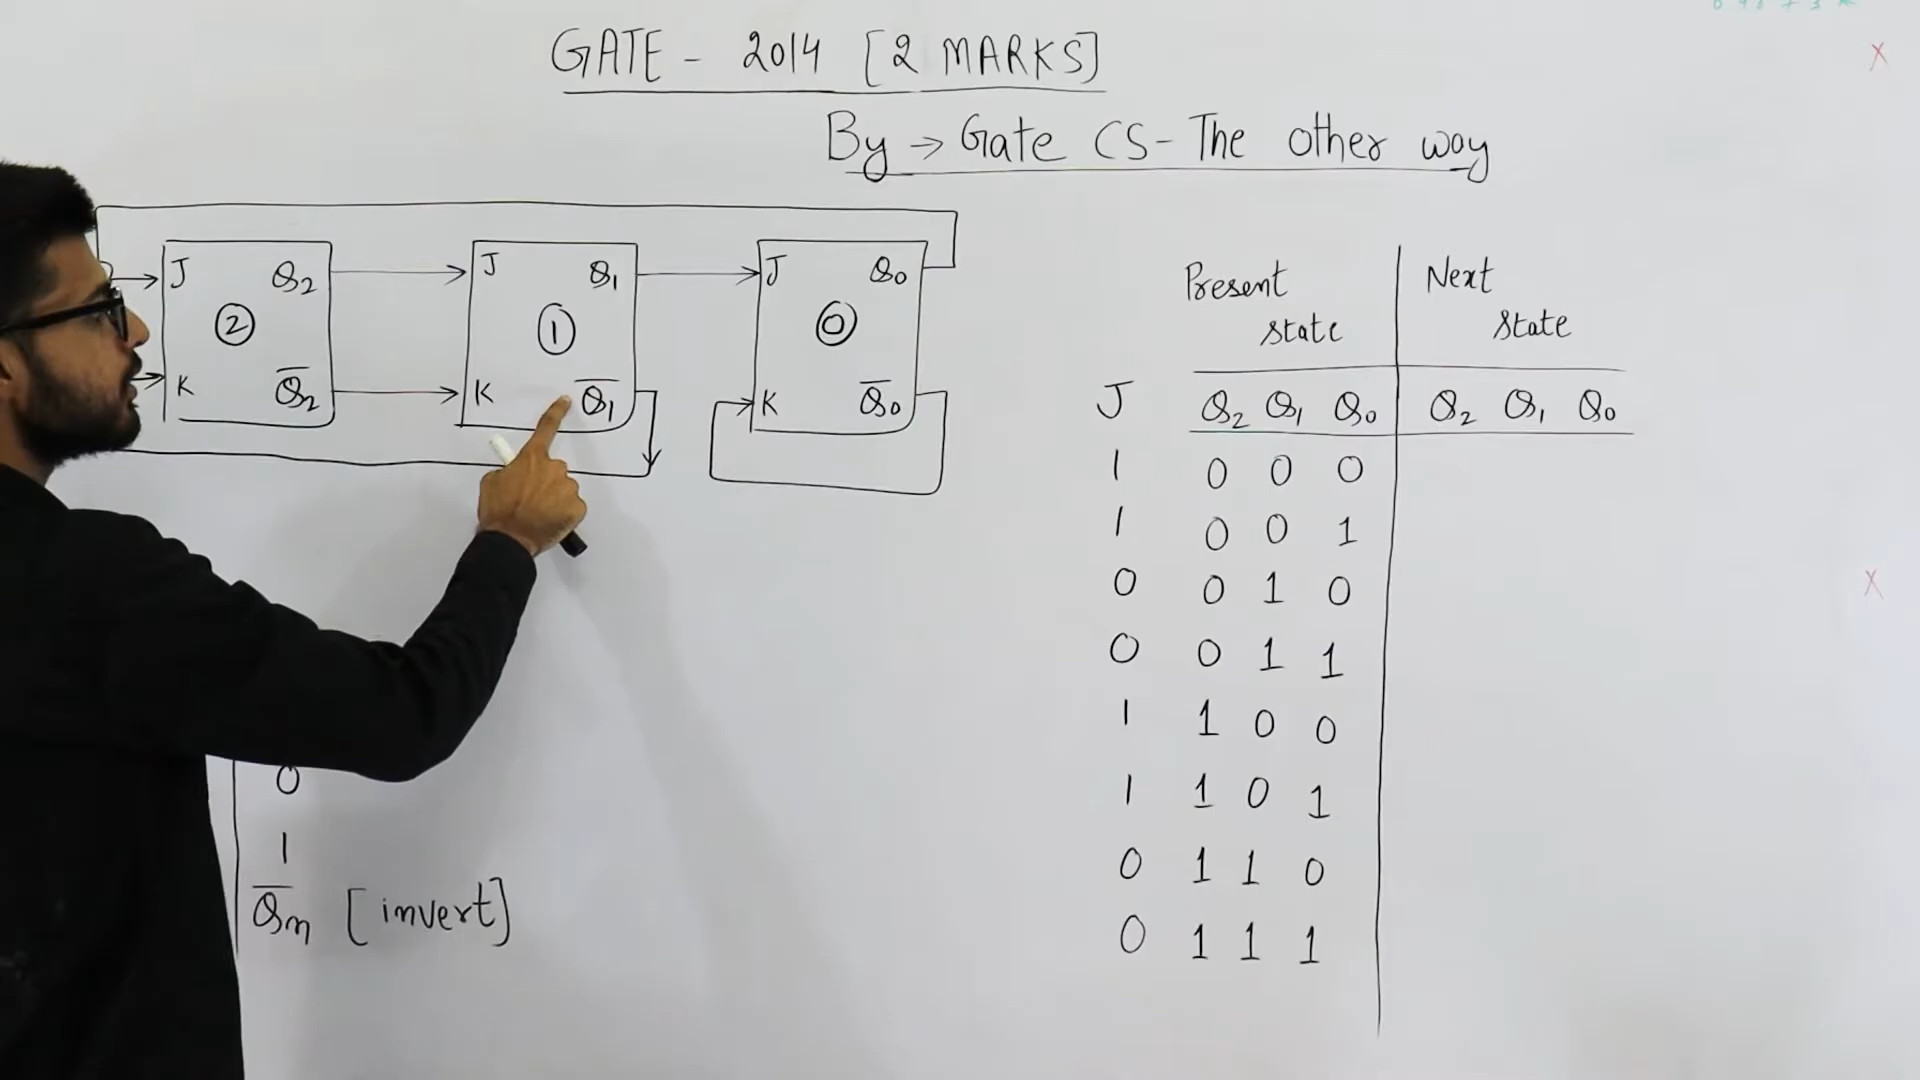 GATE - 2014 [2 MARKS]
By → Gate CS - The other way
J Q2 J Q1 J Q0
② ① ⓪
K Q̅2 K Q̅1 K Q̅0
Present state Next state
J Q2 Q1 Q0 Q2 Q1 Q0
1 0 0 0
1 0 0 1
0 0 1 0
0 0 1 1
1 1 0 0
1 1 0 1
0 1 1 0
0 1 1 1
0
1
Q̅n [invert]
X
X